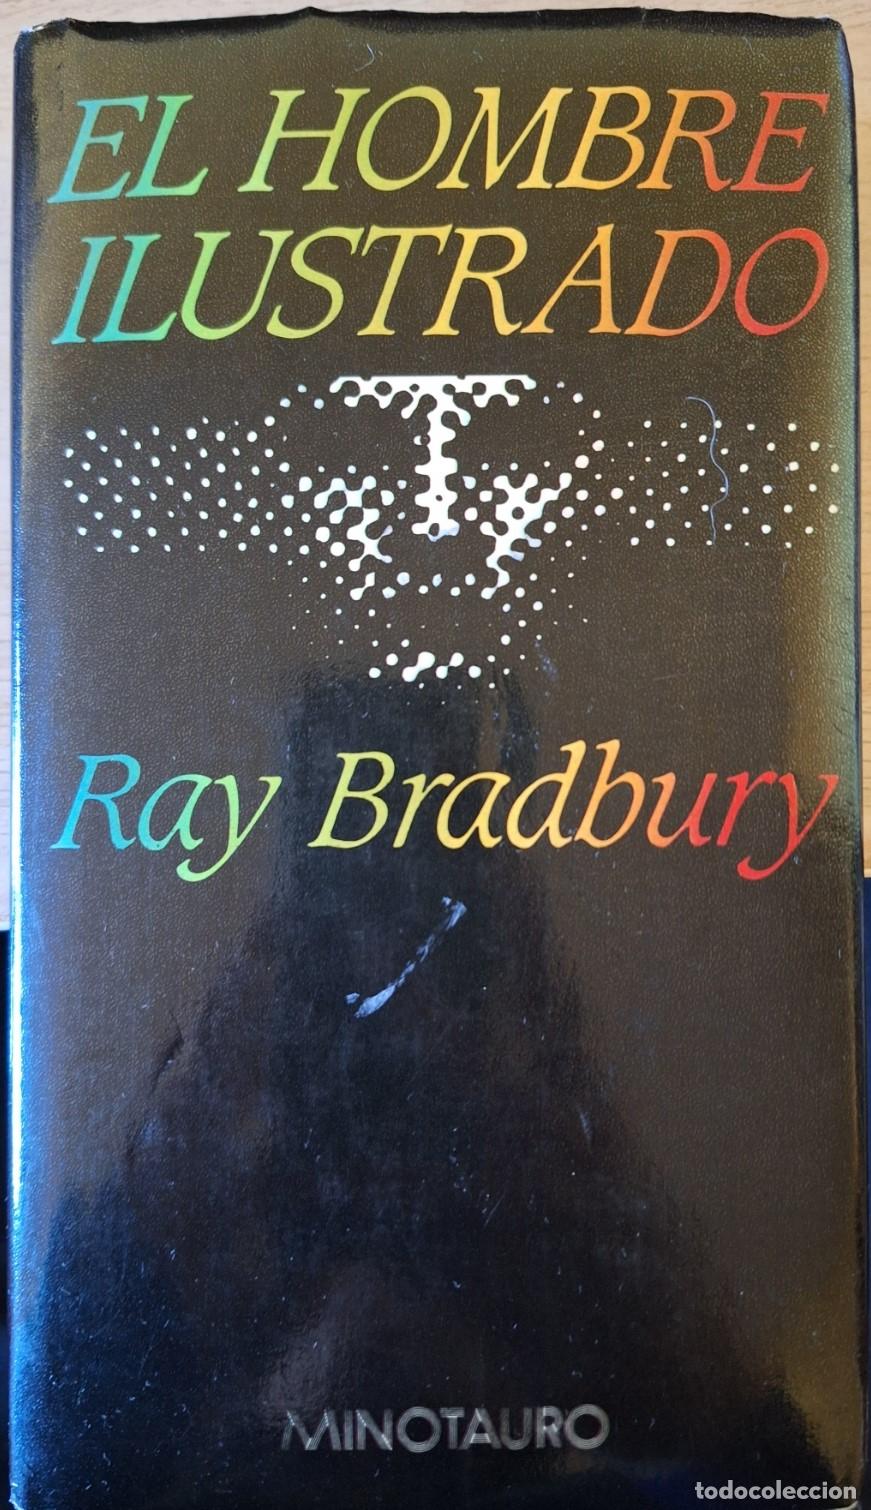 EL HOMBRE
ILUSTRADO
Ray Bradbury
MINOTAURO
todocoleccion